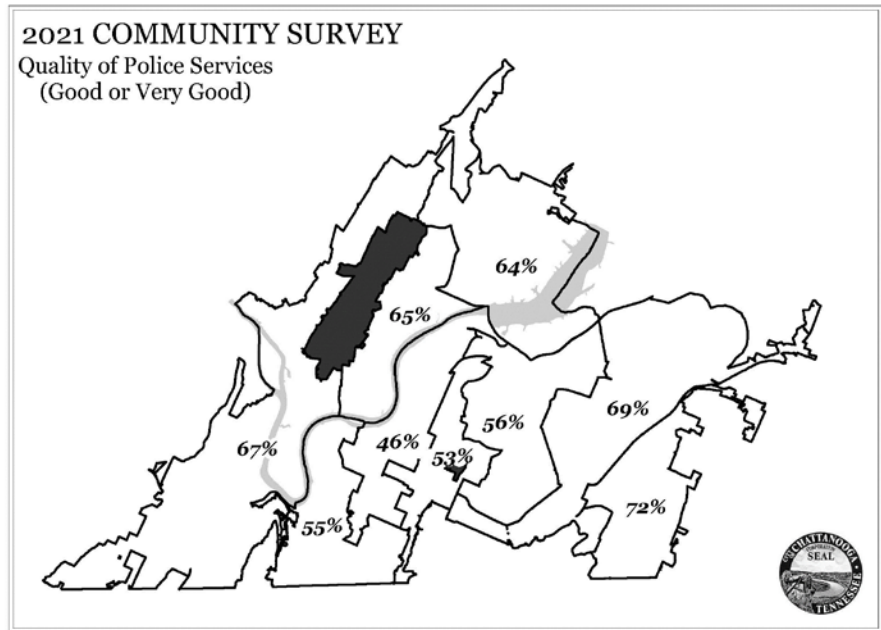 2021 COMMUNITY SURVEY
Quality of Police Services
(Good or Very Good)
64%
65%
69%
56%
67%
46%
53%
72%
55%
CHATTANOOGA
SEAL
TENNESSEE